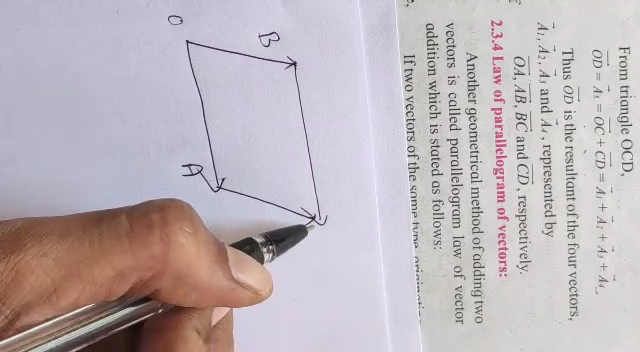 From triangle OCD,
OD = A₅ = OC + CD = A₁ + A₂ + A₃ + A₄
Thus OD is the resultant of the four vectors,
A₁, A₂, A₃ and A₄, represented by
OA, AB, BC and CD, respectively.
2.3.4 Law of parallelogram of vectors:
Another geometrical method of adding two
vectors is called parallelogram law of vector
addition which is stated as follows:
If two vectors of the same type
O
B
A